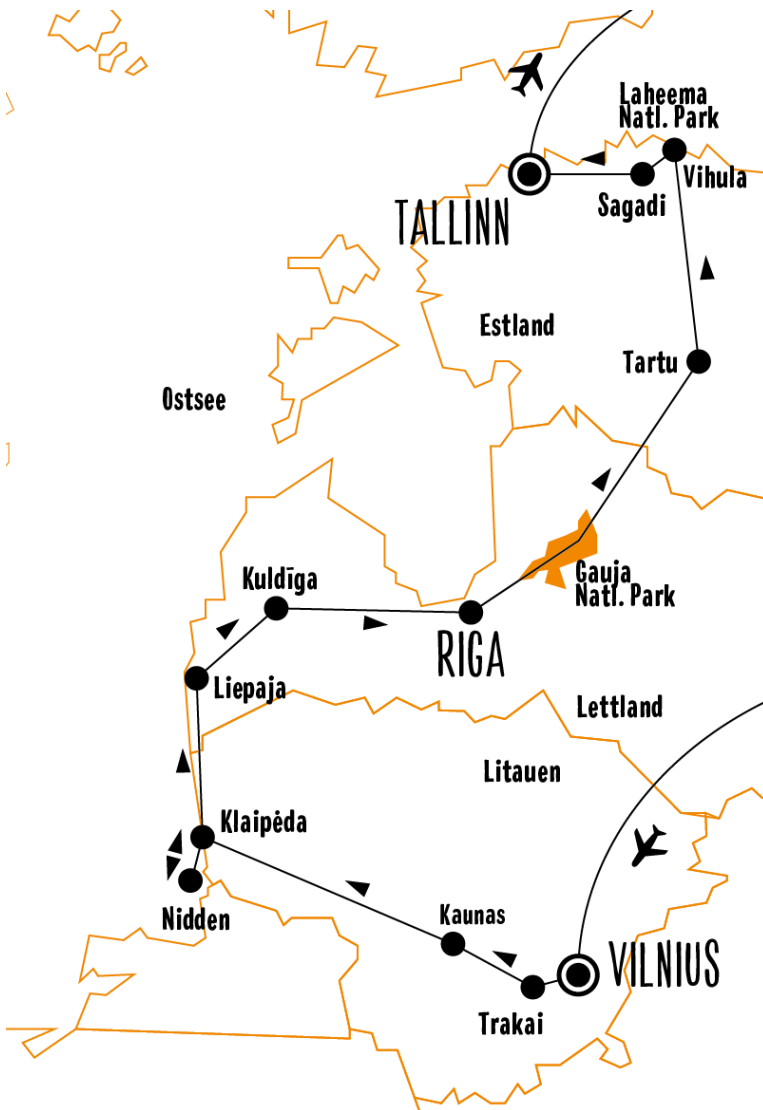 Laheema
Natl. Park
Vihula
Sagadi
TALLINN
Estland
Tartu
Ostsee
Kuldīga
Gauja
Natl. Park
RIGA
Liepaja
Lettland
Litauen
Klaipėda
Nidden
Kaunas
VILNIUS
Trakai